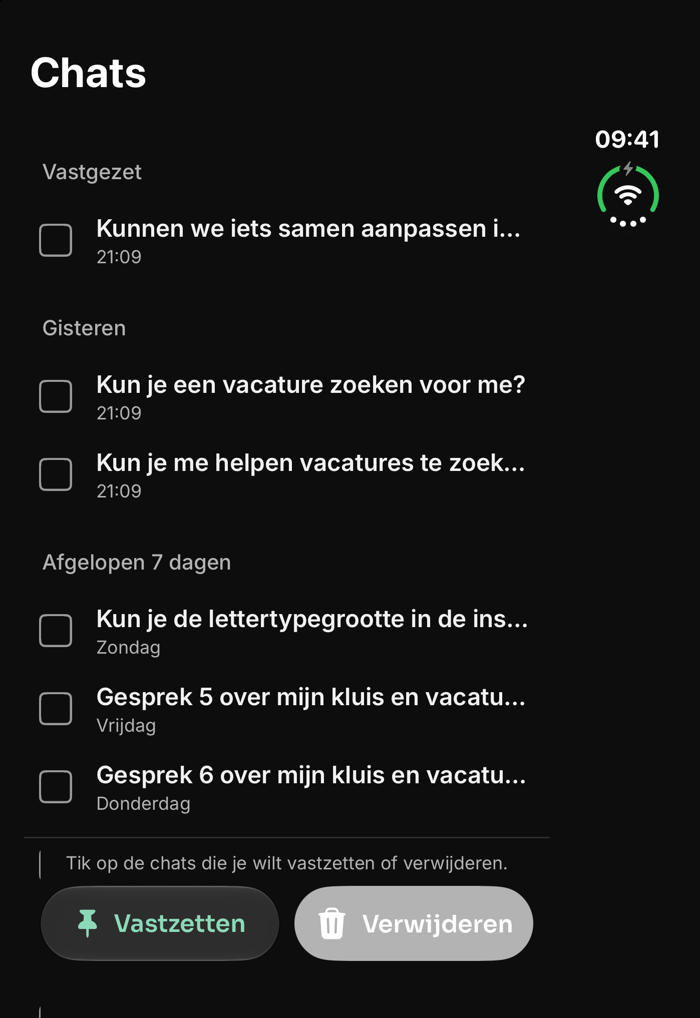 Chats
09:41
Vastgezet
Kunnen we iets samen aanpassen i...
21:09
Gisteren
Kun je een vacature zoeken voor me?
21:09
Kun je me helpen vacatures te zoek...
21:09
Afgelopen 7 dagen
Kun je de lettertypegrootte in de ins...
Zondag
Gesprek 5 over mijn kluis en vacatu...
Vrijdag
Gesprek 6 over mijn kluis en vacatu...
Donderdag
Tik op de chats die je wilt vastzetten of verwijderen.
Vastzetten
Verwijderen